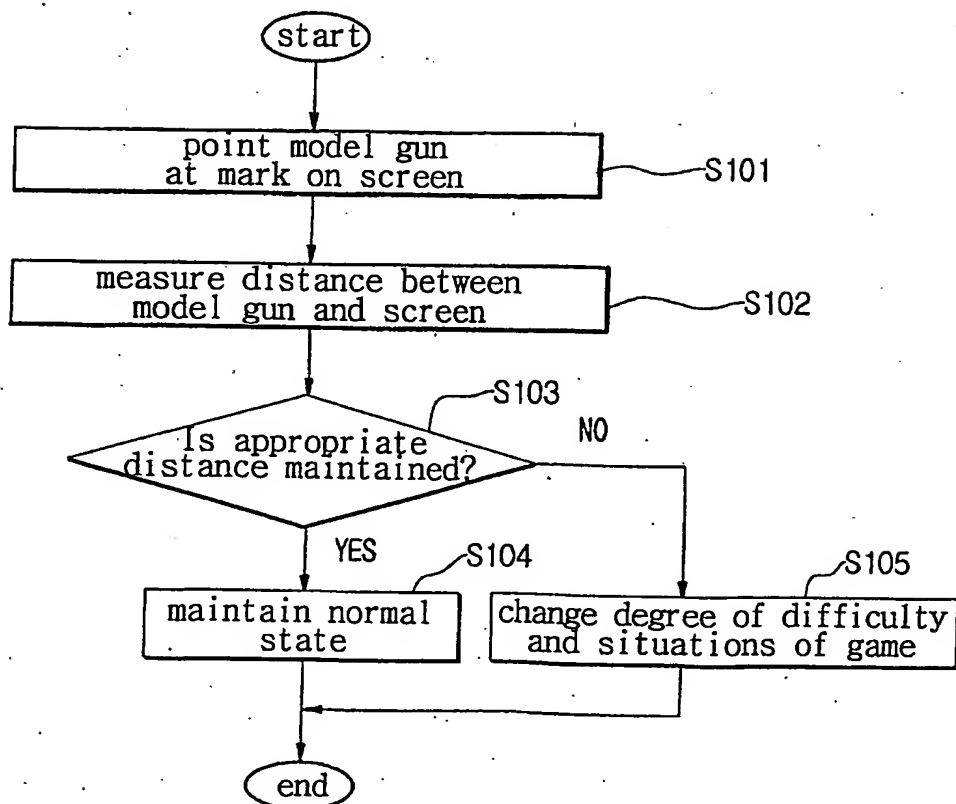 start
point model gun
at mark on screen
S101
measure distance between
model gun and screen
S102
S103
Is appropriate
distance maintained?
NO
YES
S104
maintain normal
state
S105
change degree of difficulty
and situations of game
end